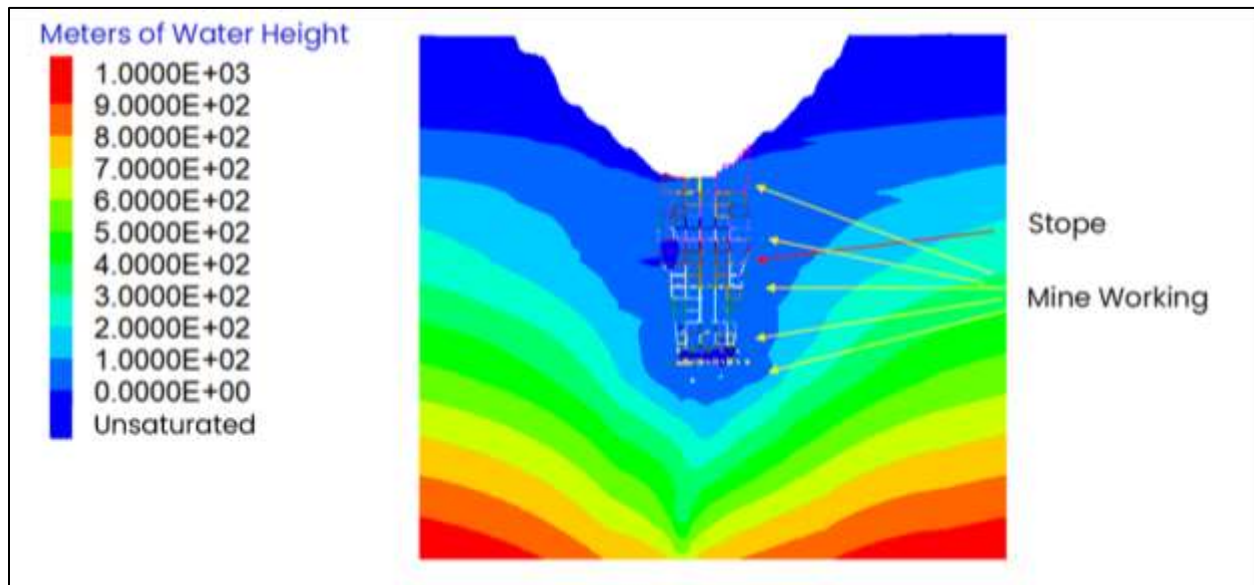 Meters of Water Height
1.0000E+03
9.0000E+02
8.0000E+02
7.0000E+02
6.0000E+02
5.0000E+02
4.0000E+02
3.0000E+02
2.0000E+02
1.0000E+02
0.0000E+00
Unsaturated
Stope
Mine Working